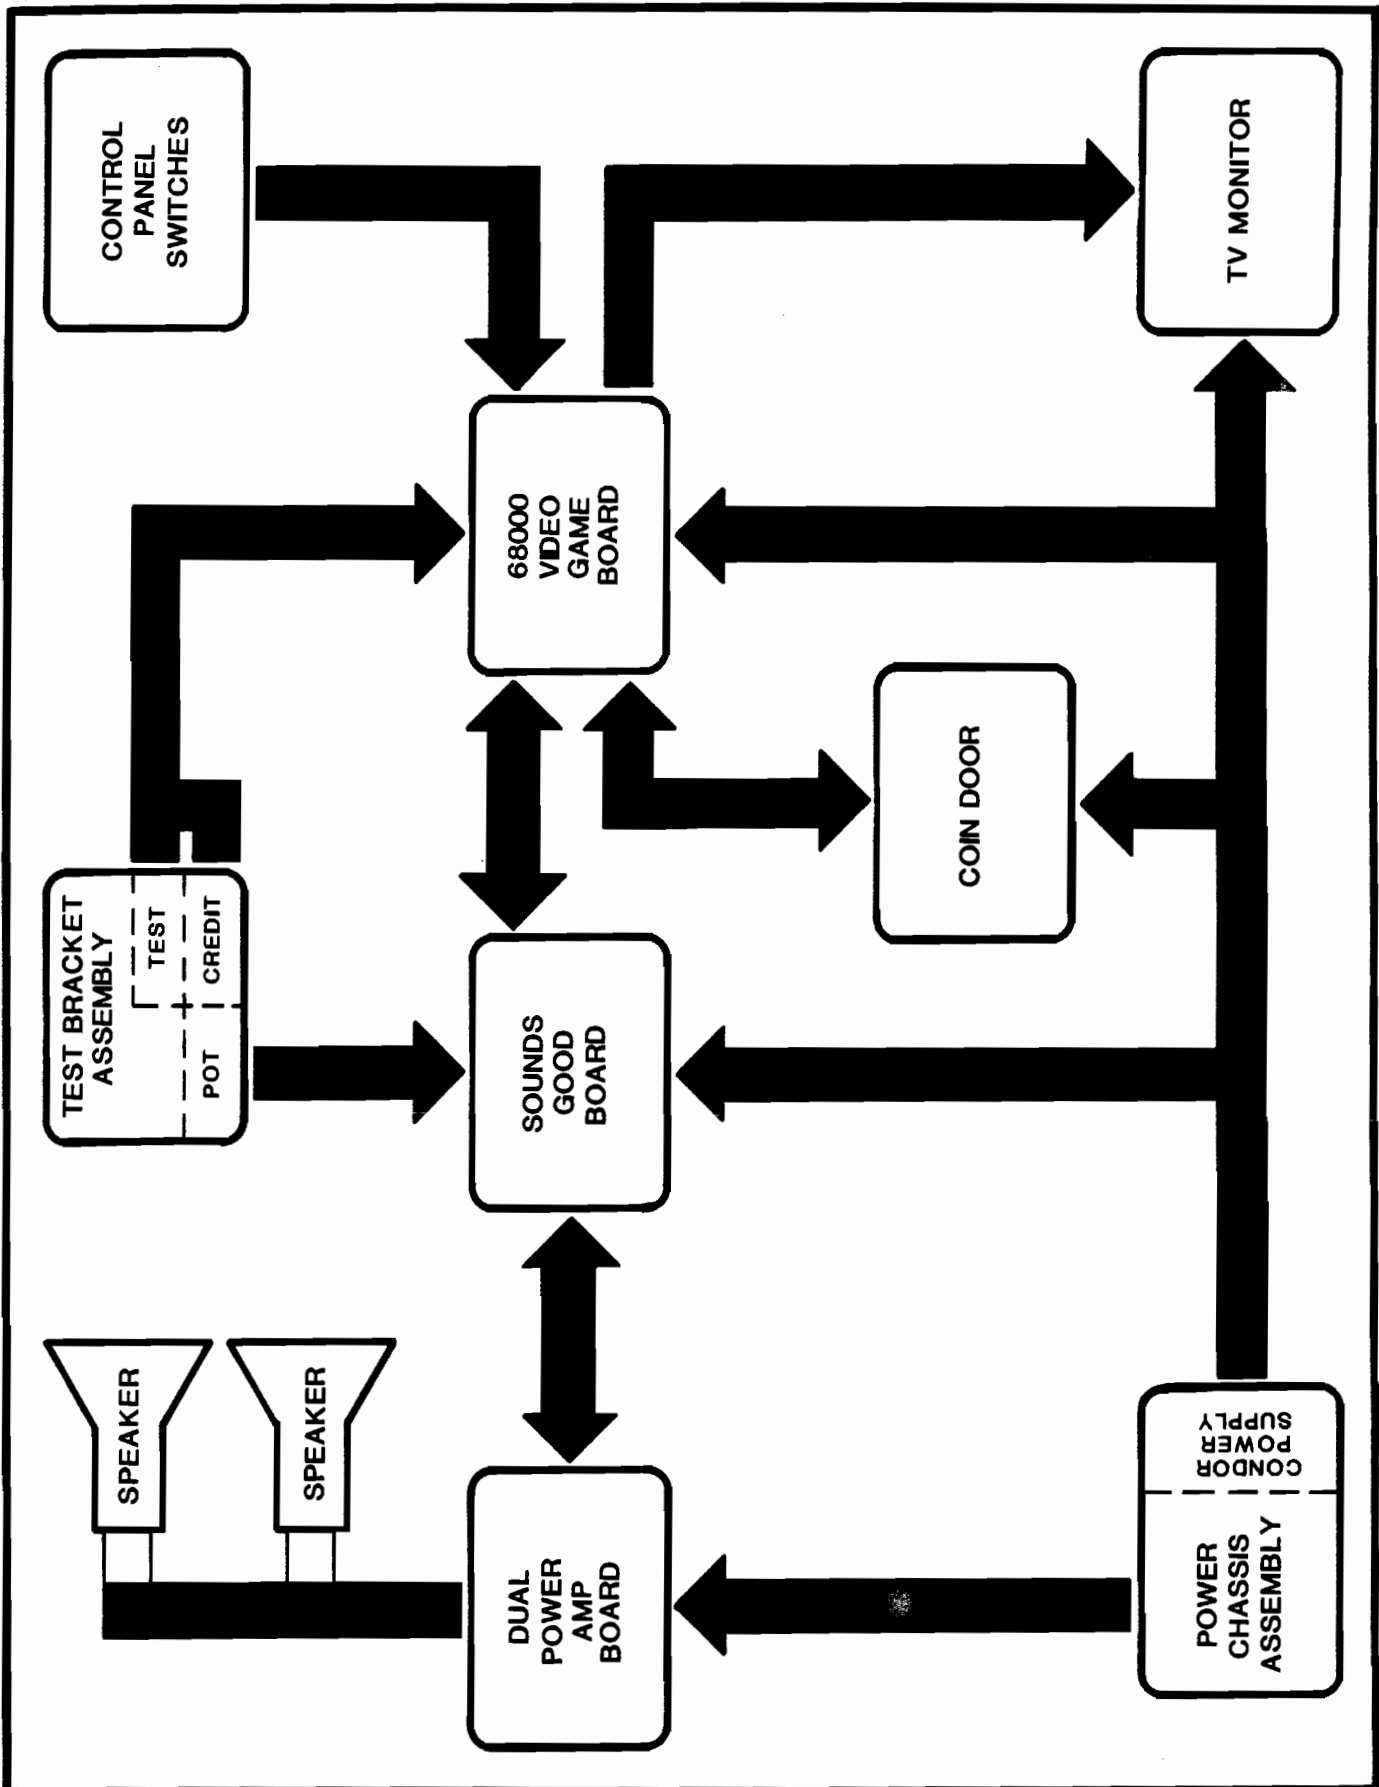 SPEAKER
SPEAKER
TEST BRACKET
ASSEMBLY
TEST
POT
CREDIT
CONTROL
PANEL
SWITCHES
DUAL
POWER
AMP
BOARD
SOUNDS
GOOD
BOARD
68000
VIDEO
GAME
BOARD
COIN DOOR
POWER
CHASSIS
ASSEMBLY
CONDOR
POWER
SUPPLY
TV MONITOR